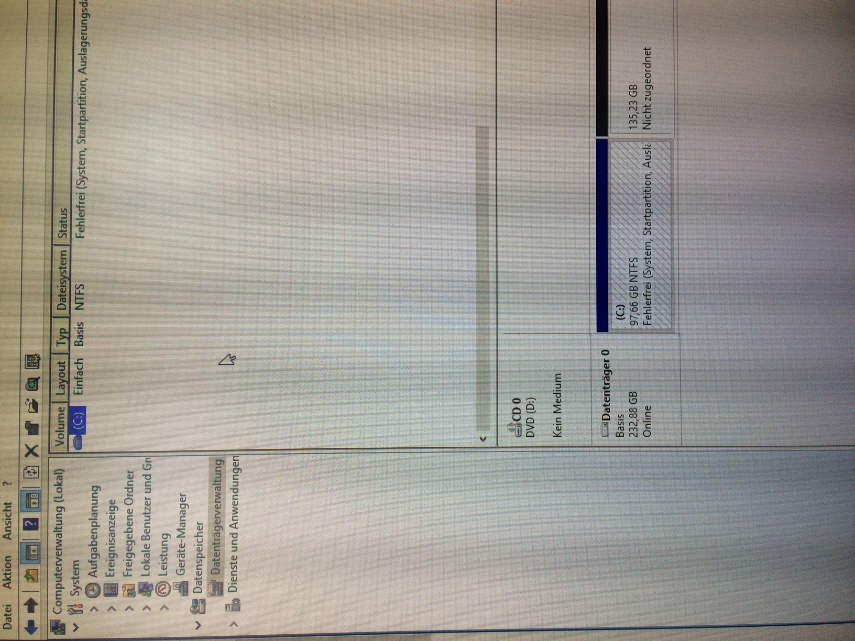 Datei Aktion Ansicht ?
Computerverwaltung (Lokal)
System
Aufgabenplanung
Ereignisanzeige
Freigegebene Ordner
Lokale Benutzer und Gr
Leistung
Geräte-Manager
Datenspeicher
Datenträgerverwaltung
Dienste und Anwendungen
Volume Layout Typ Dateisystem Status
(C:) Einfach Basis NTFS Fehlerfrei (System, Startpartition, Auslagerungsda
CD 0
DVD (D:)
Kein Medium
Datenträger 0
Basis
232,88 GB
Online
(C:)
97,66 GB NTFS
Fehlerfrei (System, Startpartition, Ausla
135,23 GB
Nicht zugeordnet